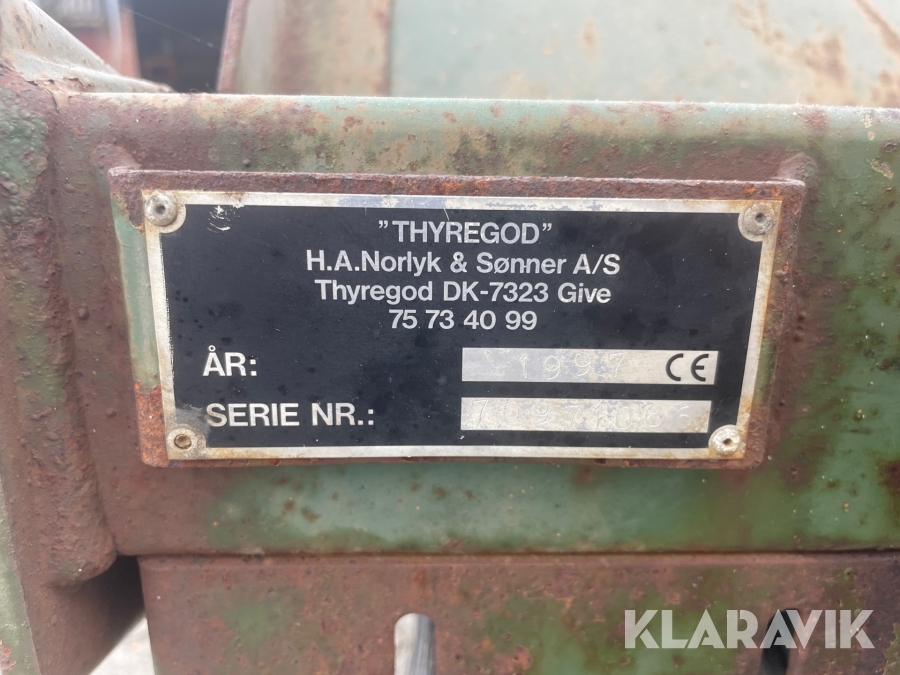 "THYREGOD"
H.A.Norlyk & Sønner A/S
Thyregod DK-7323 Give
75 73 40 99
ÅR: 1997 CE
SERIE NR.:
KLARAVIK